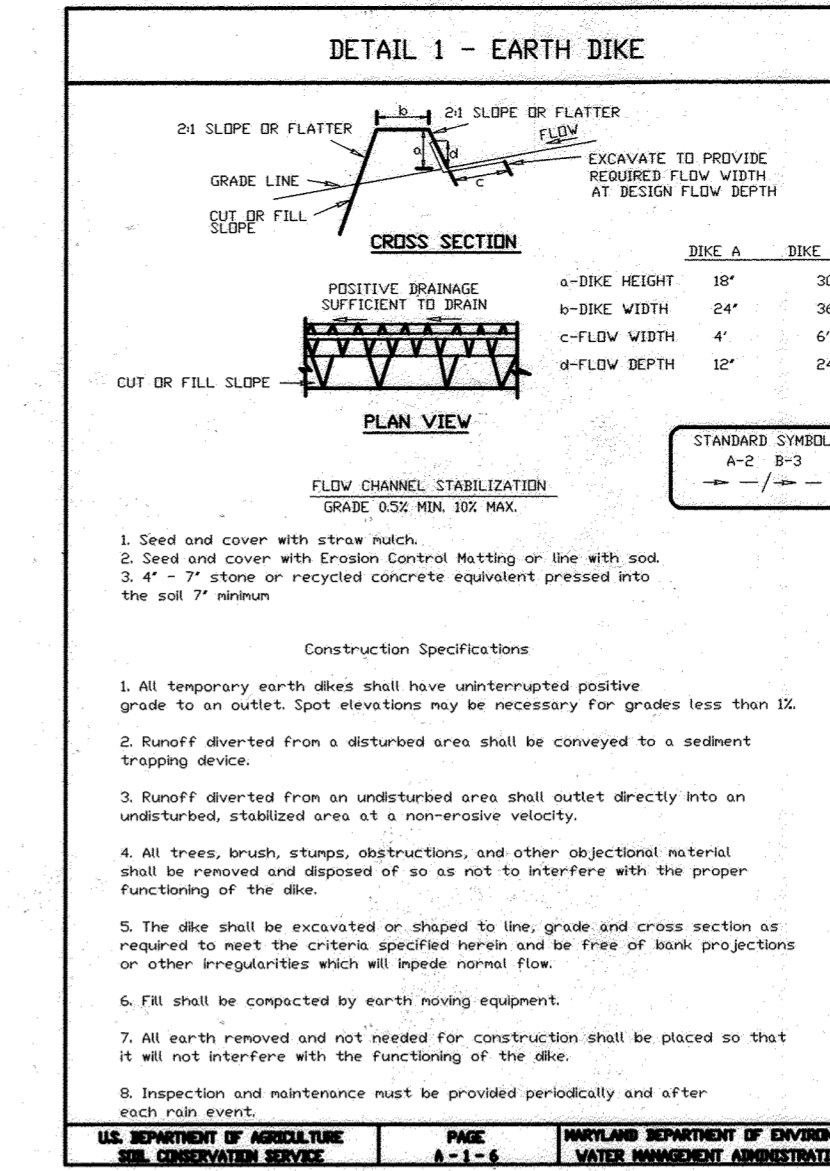 DETAIL 1 - EARTH DIKE
b
2:1 SLOPE OR FLATTER
2:1 SLOPE OR FLATTER
FLOW
a
d
EXCAVATE TO PROVIDE
REQUIRED FLOW WIDTH
AT DESIGN FLOW DEPTH
GRADE LINE
c
CUT OR FILL
SLOPE
CROSS SECTION
DIKE A DIKE
a-DIKE HEIGHT 18" 30
b-DIKE WIDTH 24" 36
c-FLOW WIDTH 4' 6'
d-FLOW DEPTH 12" 24
POSITIVE DRAINAGE
SUFFICIENT TO DRAIN
CUT OR FILL SLOPE
PLAN VIEW
STANDARD SYMBOL
A-2 B-3
FLOW CHANNEL STABILIZATION
GRADE 0.5% MIN. 10% MAX.
1. Seed and cover with straw mulch.
2. Seed and cover with Erosion Control Matting or line with sod.
3. 4" - 7" stone or recycled concrete equivalent pressed into
the soil 7" minimum
Construction Specifications
1. All temporary earth dikes shall have uninterrupted positive
grade to an outlet. Spot elevations may be necessary for grades less than 1%.
2. Runoff diverted from a disturbed area shall be conveyed to a sediment
trapping device.
3. Runoff diverted from an undisturbed area shall outlet directly into an
undisturbed, stabilized area at a non-erosive velocity.
4. All trees, brush, stumps, obstructions, and other objectional material
shall be removed and disposed of so as not to interfere with the proper
functioning of the dike.
5. The dike shall be excavated or shaped to line, grade and cross section as
required to meet the criteria specified herein and be free of bank projections
or other irregularities which will impede normal flow.
6. Fill shall be compacted by earth moving equipment.
7. All earth removed and not needed for construction shall be placed so that
it will not interfere with the functioning of the dike.
8. Inspection and maintenance must be provided periodically and after
each rain event.
U.S. DEPARTMENT OF AGRICULTURE
SOIL CONSERVATION SERVICE
PAGE
A - 1 - 6
MARYLAND DEPARTMENT OF ENVIRON
WATER MANAGEMENT ADMINISTRATI